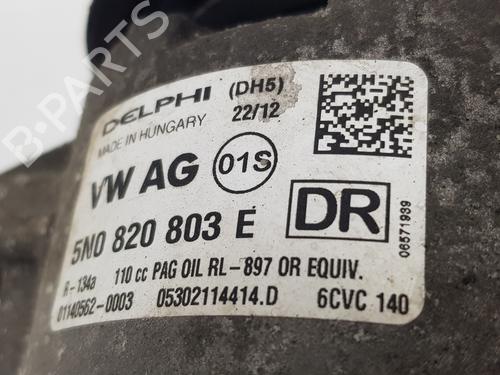 B-PARTS
DELPHI (DH5)
MADE IN HUNGARY 22/12
VW AG 01S
5N0 820 803 E DR
R-134a 110 cc PAG OIL RL-897 OR EQUIV.
01140562-0003 05302114414.D 6CVC 140
06571939